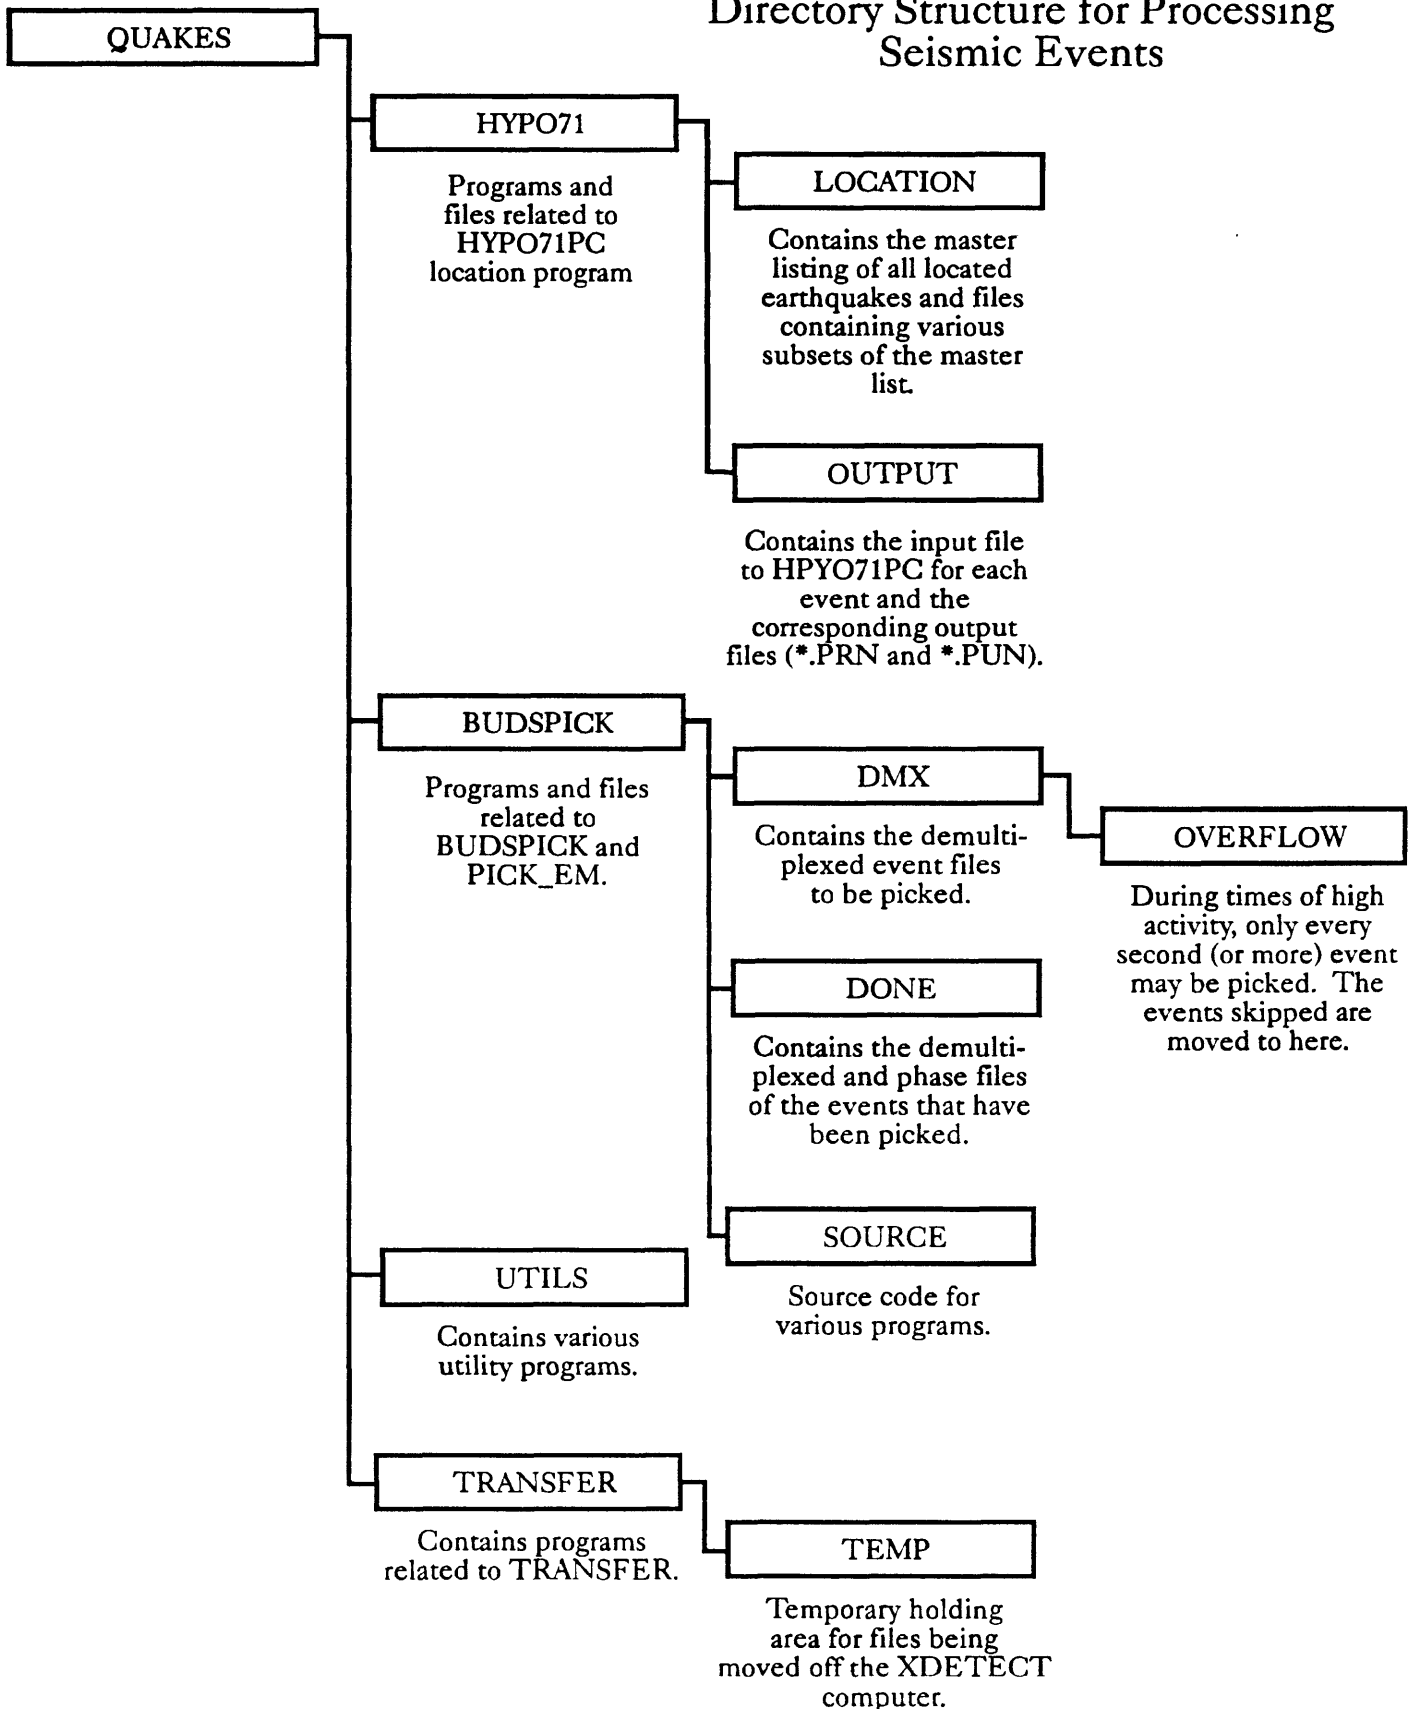 Directory Structure for Processing
Seismic Events
QUAKES
HYPO71
Programs and
files related to
HYPO71PC
location program
LOCATION
Contains the master
listing of all located
earthquakes and files
containing various
subsets of the master
list.
OUTPUT
Contains the input file
to HPYO71PC for each
event and the
corresponding output
files (*.PRN and *.PUN).
BUDSPICK
Programs and files
related to
BUDSPICK and
PICK_EM.
DMX
Contains the demulti-
plexed event files
to be picked.
OVERFLOW
During times of high
activity, only every
second (or more) event
may be picked. The
events skipped are
moved to here.
DONE
Contains the demulti-
plexed and phase files
of the events that have
been picked.
SOURCE
Source code for
various programs.
UTILS
Contains various
utility programs.
TRANSFER
Contains programs
related to TRANSFER.
TEMP
Temporary holding
area for files being
moved off the XDETECT
computer.